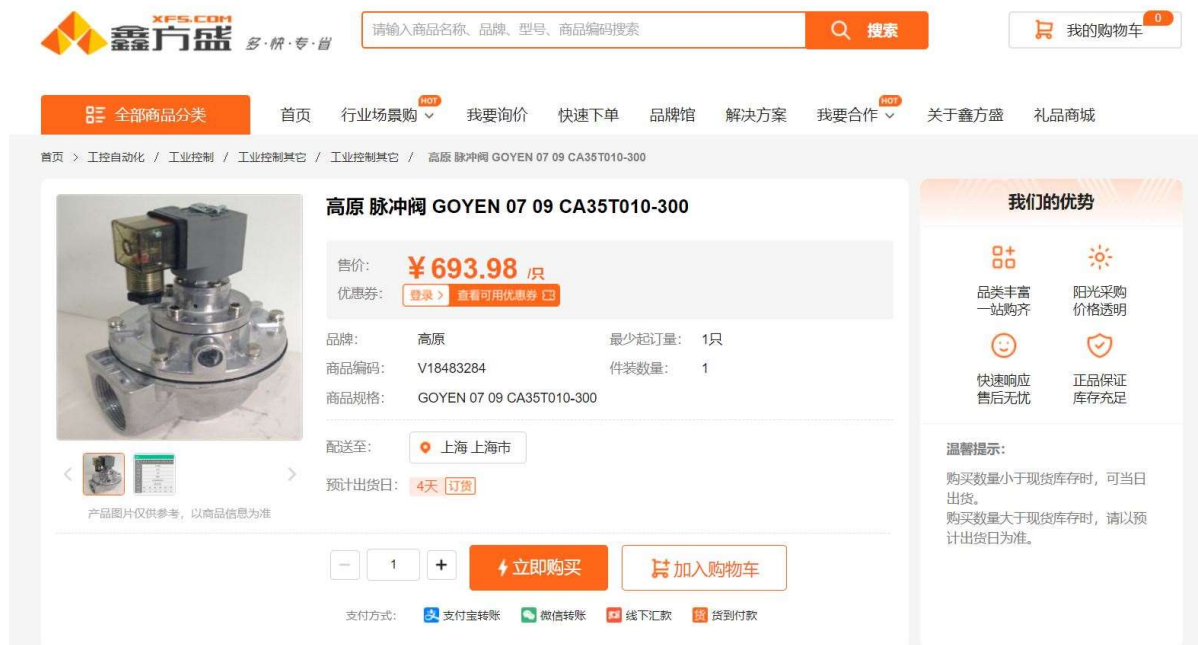 XFS.COM
鑫方盛 多·快·专·省
请输入商品名称、品牌、型号、商品编码搜索
搜索
我的购物车
0
全部商品分类
首页
行业场景购
HOT
我要询价
快速下单
品牌馆
解决方案
我要合作
HOT
关于鑫方盛
礼品商城
首页 > 工控自动化 / 工业控制 / 工业控制其它 / 工业控制其它 / 高原 脉冲阀 GOYEN 07 09 CA35T010-300
高原 脉冲阀 GOYEN 07 09 CA35T010-300
售价: ¥693.98 /只
优惠券: 登录 > 查看可用优惠券
品牌: 高原 最少起订量: 1只
商品编码: V18483284 件装数量: 1
商品规格: GOYEN 07 09 CA35T010-300
配送至: 上海 上海市
预计出货日: 4天 订货
产品图片仅供参考，以商品信息为准
− 1 +
立即购买
加入购物车
支付方式: 支付宝转账 微信转账 线下汇款 货到付款
我们的优势
品类丰富
一站购齐
阳光采购
价格透明
快速响应
售后无忧
正品保证
库存充足
温馨提示:
购买数量小于现货库存时，可当日
出货。
购买数量大于现货库存时，请以预
计出货日为准。